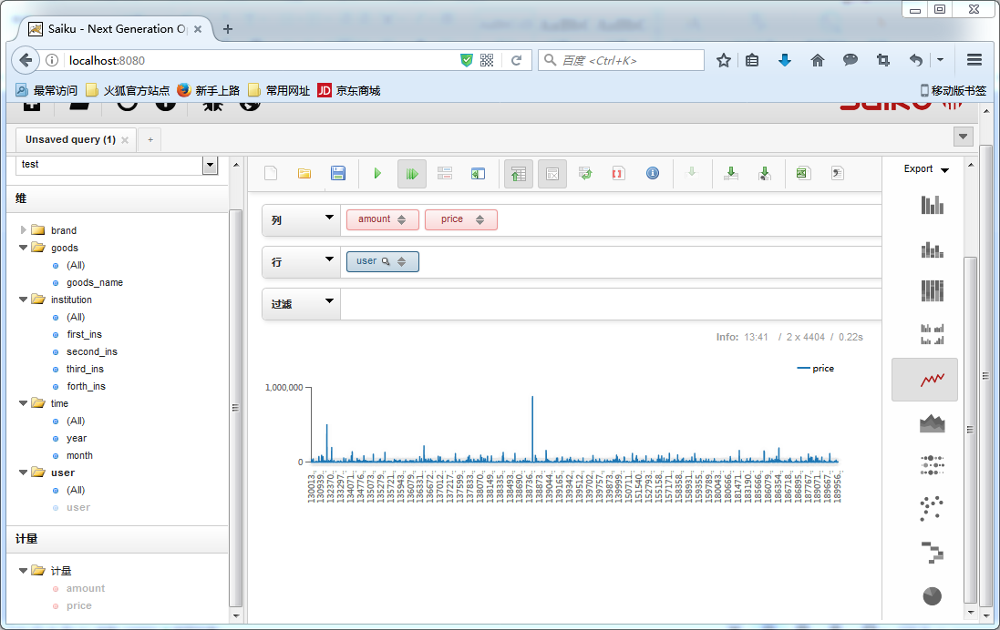 Saiku - Next Generation O
localhost:8080
百度 <Ctrl+K>
最常访问 火狐官方站点 新手上路 常用网址 JD 京东商城 移动版书签
Unsaved query (1) +
test
Export
维
brand
goods
(All)
goods_name
institution
(All)
first_ins
second_ins
third_ins
forth_ins
time
(All)
year
month
user
(All)
user
计量
计量
amount
price
列 amount price
行 user
过滤
Info: 13:41 / 2 x 4404 / 0.22s
price
1,000,000
0
130013.. 130939.. 132370.. 133297.. 134071.. 134776.. 135073.. 135279.. 135721.. 135943.. 136079.. 136331.. 136672.. 137012.. 137217.. 137599.. 137833.. 138070.. 138149.. 138335.. 138493.. 138690.. 138736.. 138873.. 139044.. 139165.. 139342.. 139512.. 139702.. 139757.. 139873.. 139999.. 150711.. 151540.. 152793.. 155158.. 157171.. 158358.. 158931.. 159355.. 159789.. 180043.. 180666.. 181471.. 183190.. 185666.. 186079.. 186354.. 186718.. 186895.. 187767.. 189071.. 189667.. 189956..